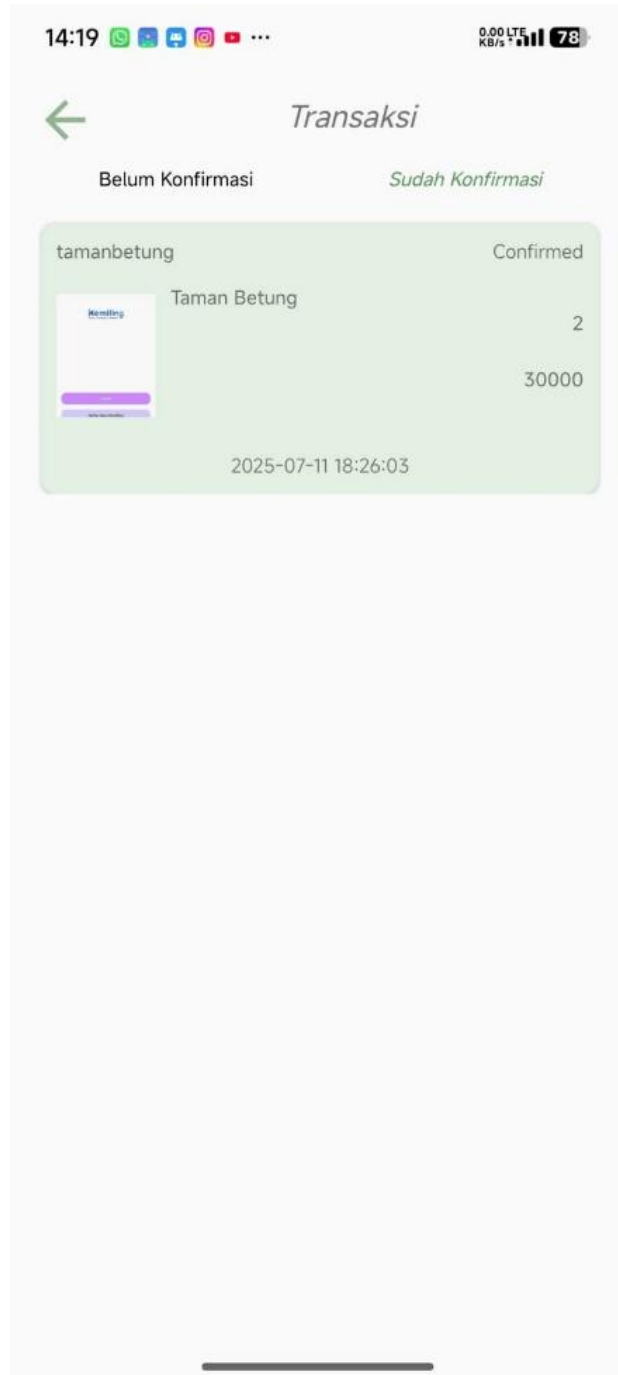 14:19 0.00 LTE 78
KB/s
Transaksi
Belum Konfirmasi Sudah Konfirmasi
tamanbetung Confirmed
Kemiling Taman Betung
2
30000
2025-07-11 18:26:03